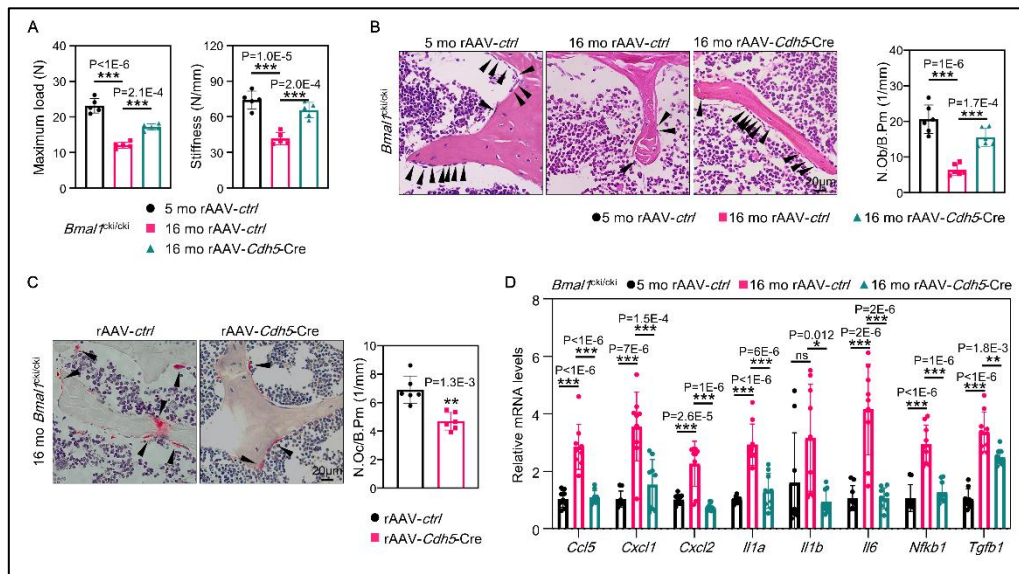 A
Maximum load (N)
40
30
20
10
0
P<1E-6
***
P=2.1E-4
***
Stiffness (N/mm)
120
100
80
60
40
20
0
P=1.0E-5
***
P=2.0E-4
***
Bmal1cki/cki
5 mo rAAV-ctrl
16 mo rAAV-ctrl
16 mo rAAV-Cdh5-Cre
B
5 mo rAAV-ctrl
16 mo rAAV-ctrl
16 mo rAAV-Cdh5-Cre
Bmal1cki/cki
20µm
N.Ob/B.Pm (1/mm)
40
30
20
10
0
P=1E-6
***
P=1.7E-4
***
5 mo rAAV-ctrl
16 mo rAAV-ctrl
16 mo rAAV-Cdh5-Cre
C
rAAV-ctrl
rAAV-Cdh5-Cre
16 mo Bmal1cki/cki
20µm
N.Oc/B.Pm (1/mm)
10
8
6
4
2
0
P=1.3E-3
**
rAAV-ctrl
rAAV-Cdh5-Cre
D
Bmal1cki/cki
5 mo rAAV-ctrl
16 mo rAAV-ctrl
16 mo rAAV-Cdh5-Cre
Relative mRNA levels
8
6
4
2
0
P<1E-6
***
P<1E-6
***
P=7E-6
***
P=1.5E-4
***
P=2.6E-5
***
P=1E-6
***
P<1E-6
***
P=6E-6
***
ns
P=0.012
*
P=2E-6
***
P=2E-6
***
P<1E-6
***
P=1E-6
***
P<1E-6
***
P=1.8E-3
**
Ccl5
Cxcl1
Cxcl2
Il1a
Il1b
Il6
Nfkb1
Tgfb1